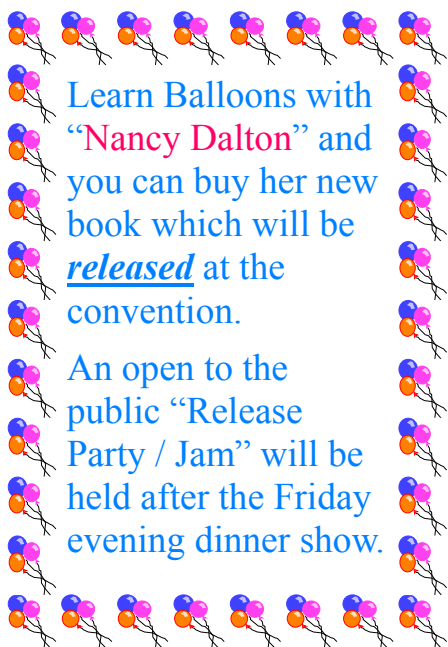 Learn Balloons with
“Nancy Dalton” and
you can buy her new
book which will be
released at the
convention.
An open to the
public “Release
Party / Jam” will be
held after the Friday
evening dinner show.